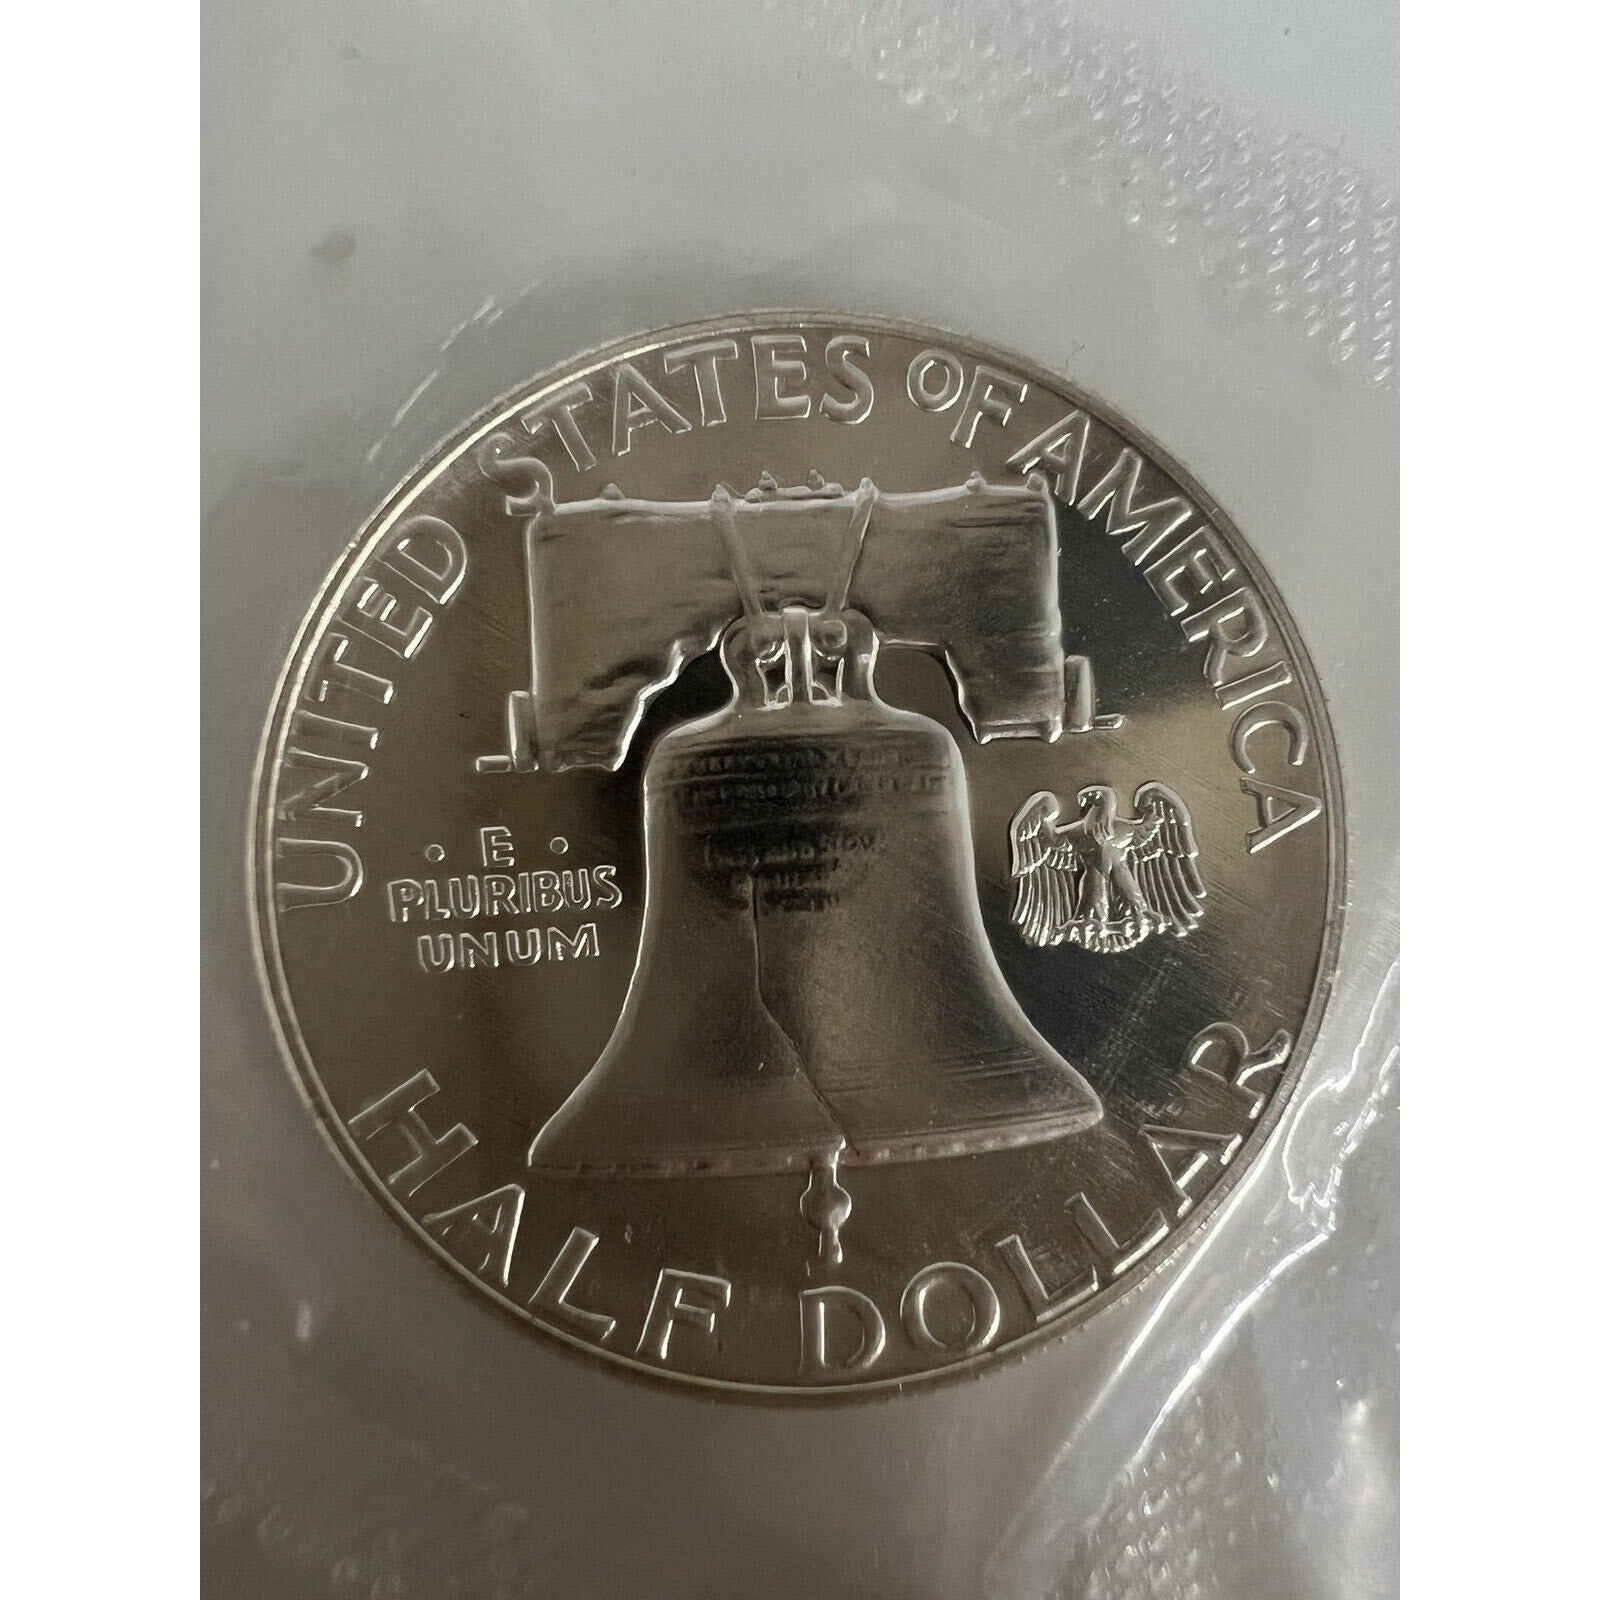 UNITED STATES OF AMERICA
· E ·
PLURIBUS
UNUM
HALF DOLLAR